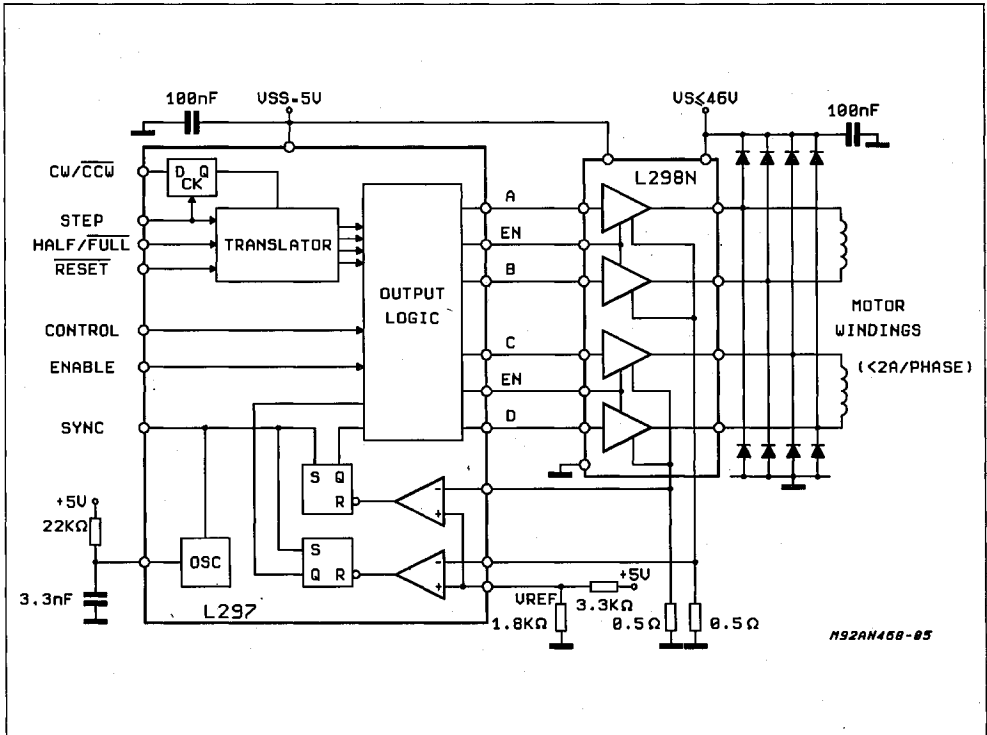 100nF
VSS=5V
VS≤46V
100nF
CW/CCW
D Q
CK
L298N
A
STEP
EN
HALF/FULL
TRANSLATOR
RESET
B
OUTPUT
LOGIC
MOTOR
WINDINGS
(<2A/PHASE)
CONTROL
C
ENABLE
EN
SYNC
D
S Q
R
-
+
+5V
22KΩ
OSC
S
Q R
-
+
+5V
VREF
3.3KΩ
3.3nF
L297
1.8KΩ
0.5Ω
0.5Ω
M92AN460-05